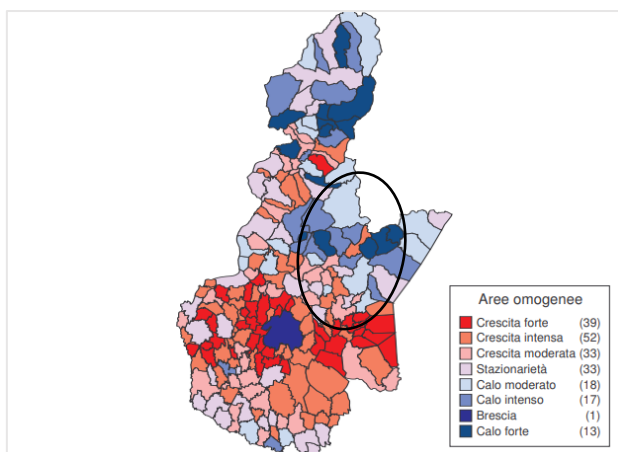 Aree omogenee
Crescita forte (39)
Crescita intensa (52)
Crescita moderata (33)
Stazionarietà (33)
Calo moderato (18)
Calo intenso (17)
Brescia (1)
Calo forte (13)